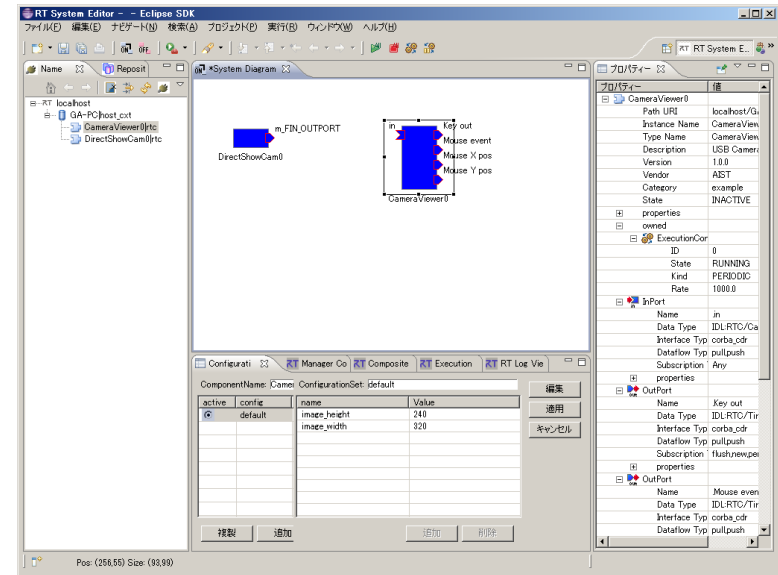 RT System Editor - - Eclipse SDK
ファイル(F) 編集(E) ナビゲート(N) 検索(A) プロジェクト(P) 実行(R) ウィンドウ(W) ヘルプ(H)
RT RT System E..
Name
Reposit
RT localhost
GA-PC|host_cxt
CameraViewer0|rtc
DirectShowCam0|rtc
*System Diagram
m_FIN_OUTPORT
DirectShowCam0
in
Key out
Mouse event
Mouse X pos
Mouse Y pos
CameraViewer0
Configurati
RT Manager Co
RT Composite
RT Execution
RT RT Log Vie
ComponentName: Camer ConfigurationSet: default
active config
default
name Value
image_height 240
image_width 320
編集
適用
キャンセル
複製 追加
追加 削除
プロパティー
プロパティー 値
CameraViewer0
Path URI localhost/G
Instance Name CameraView
Type Name CameraView
Description USB Camera
Version 1.0.0
Vendor AIST
Category example
State INACTIVE
properties
owned
ExecutionCor
ID 0
State RUNNING
Kind PERIODIC
Rate 1000.0
InPort
Name .in
Data Type IDL:RTC/Ca
Interface Typ corba_cdr
Dataflow Typ pull,push
Subscription Any
properties
OutPort
Name .Key out
Data Type IDL:RTC/Tir
Interface Typ corba_cdr
Dataflow Typ pull,push
Subscription flush,new,per
properties
OutPort
Name .Mouse even
Data Type IDL:RTC/Tir
Interface Typ corba_cdr
Dataflow Typ pull,push
Pos: (256,55) Size: (93,99)